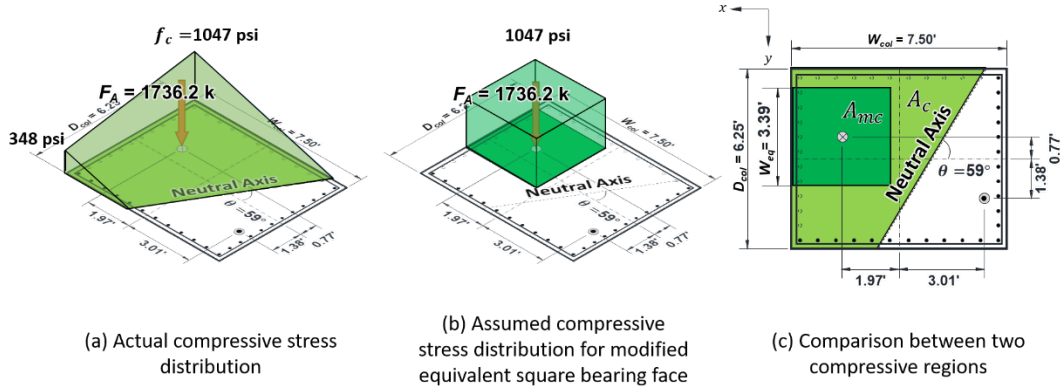 f_c = 1047 psi
F_A = 1736.2 k
348 psi
D_col = 6.25'
W_col = 7.50'
Neutral Axis
θ =59°
1.97'
3.01'
1.38'
0.77'
(a) Actual compressive stress
distribution
1047 psi
F_A = 1736.2 k
D_col = 6.25'
W_col = 7.50'
Neutral Axis
θ =59°
1.97'
3.01'
1.38'
0.77'
(b) Assumed compressive
stress distribution for modified
equivalent square bearing face
x
y
W_col = 7.50'
D_col = 6.25'
W_eq = 3.39'
A_mc
A_c
Neutral Axis
θ =59°
0.77'
1.38'
1.97'
3.01'
(c) Comparison between two
compressive regions